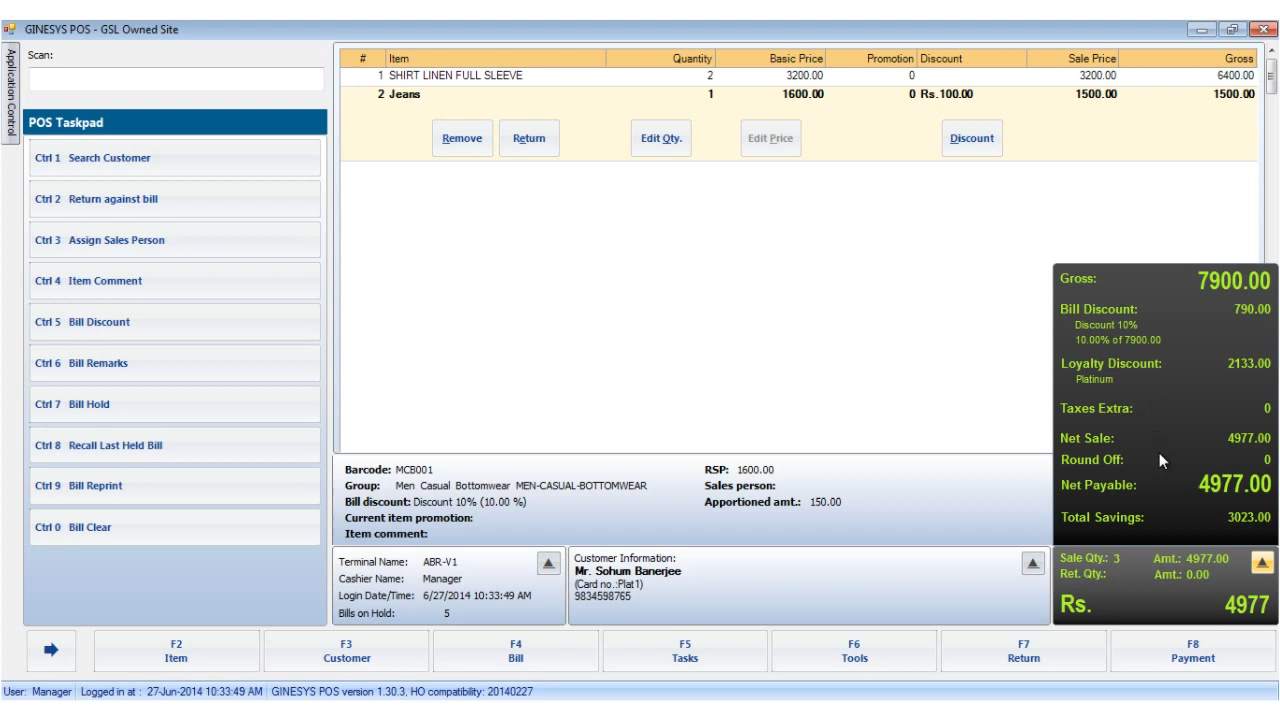 GINESYS POS - GSL Owned Site
Application Control
Scan:
POS Taskpad
Ctrl 1 Search Customer
Ctrl 2 Return against bill
Ctrl 3 Assign Sales Person
Ctrl 4 Item Comment
Ctrl 5 Bill Discount
Ctrl 6 Bill Remarks
Ctrl 7 Bill Hold
Ctrl 8 Recall Last Held Bill
Ctrl 9 Bill Reprint
Ctrl 0 Bill Clear
# Item Quantity Basic Price Promotion Discount Sale Price Gross
1 SHIRT LINEN FULL SLEEVE 2 3200.00 0 3200.00 6400.00
2 Jeans 1 1600.00 0 Rs.100.00 1500.00 1500.00
Remove Return Edit Qty. Edit Price Discount
Gross: 7900.00
Bill Discount: 790.00
Discount 10%
10.00% of 7900.00
Loyalty Discount: 2133.00
Platinum
Taxes Extra: 0
Net Sale: 4977.00
Round Off: 0
Net Payable: 4977.00
Total Savings: 3023.00
Barcode: MCB001 RSP: 1600.00
Group: Men Casual Bottomwear MEN-CASUAL-BOTTOMWEAR Sales person:
Bill discount: Discount 10% (10.00 %) Apportioned amt.: 150.00
Current item promotion:
Item comment:
Terminal Name: ABR-V1
Cashier Name: Manager
Login Date/Time: 6/27/2014 10:33:49 AM
Bills on Hold: 5
Customer Information:
Mr. Sohum Banerjee
(Card no.:Plat1)
9834598765
Sale Qty.: 3 Amt.: 4977.00
Ret. Qty.: Amt.: 0.00
Rs. 4977
F2 Item
F3 Customer
F4 Bill
F5 Tasks
F6 Tools
F7 Return
F8 Payment
User: Manager Logged in at : 27-Jun-2014 10:33:49 AM GINESYS POS version 1.30.3, HO compatibility: 20140227